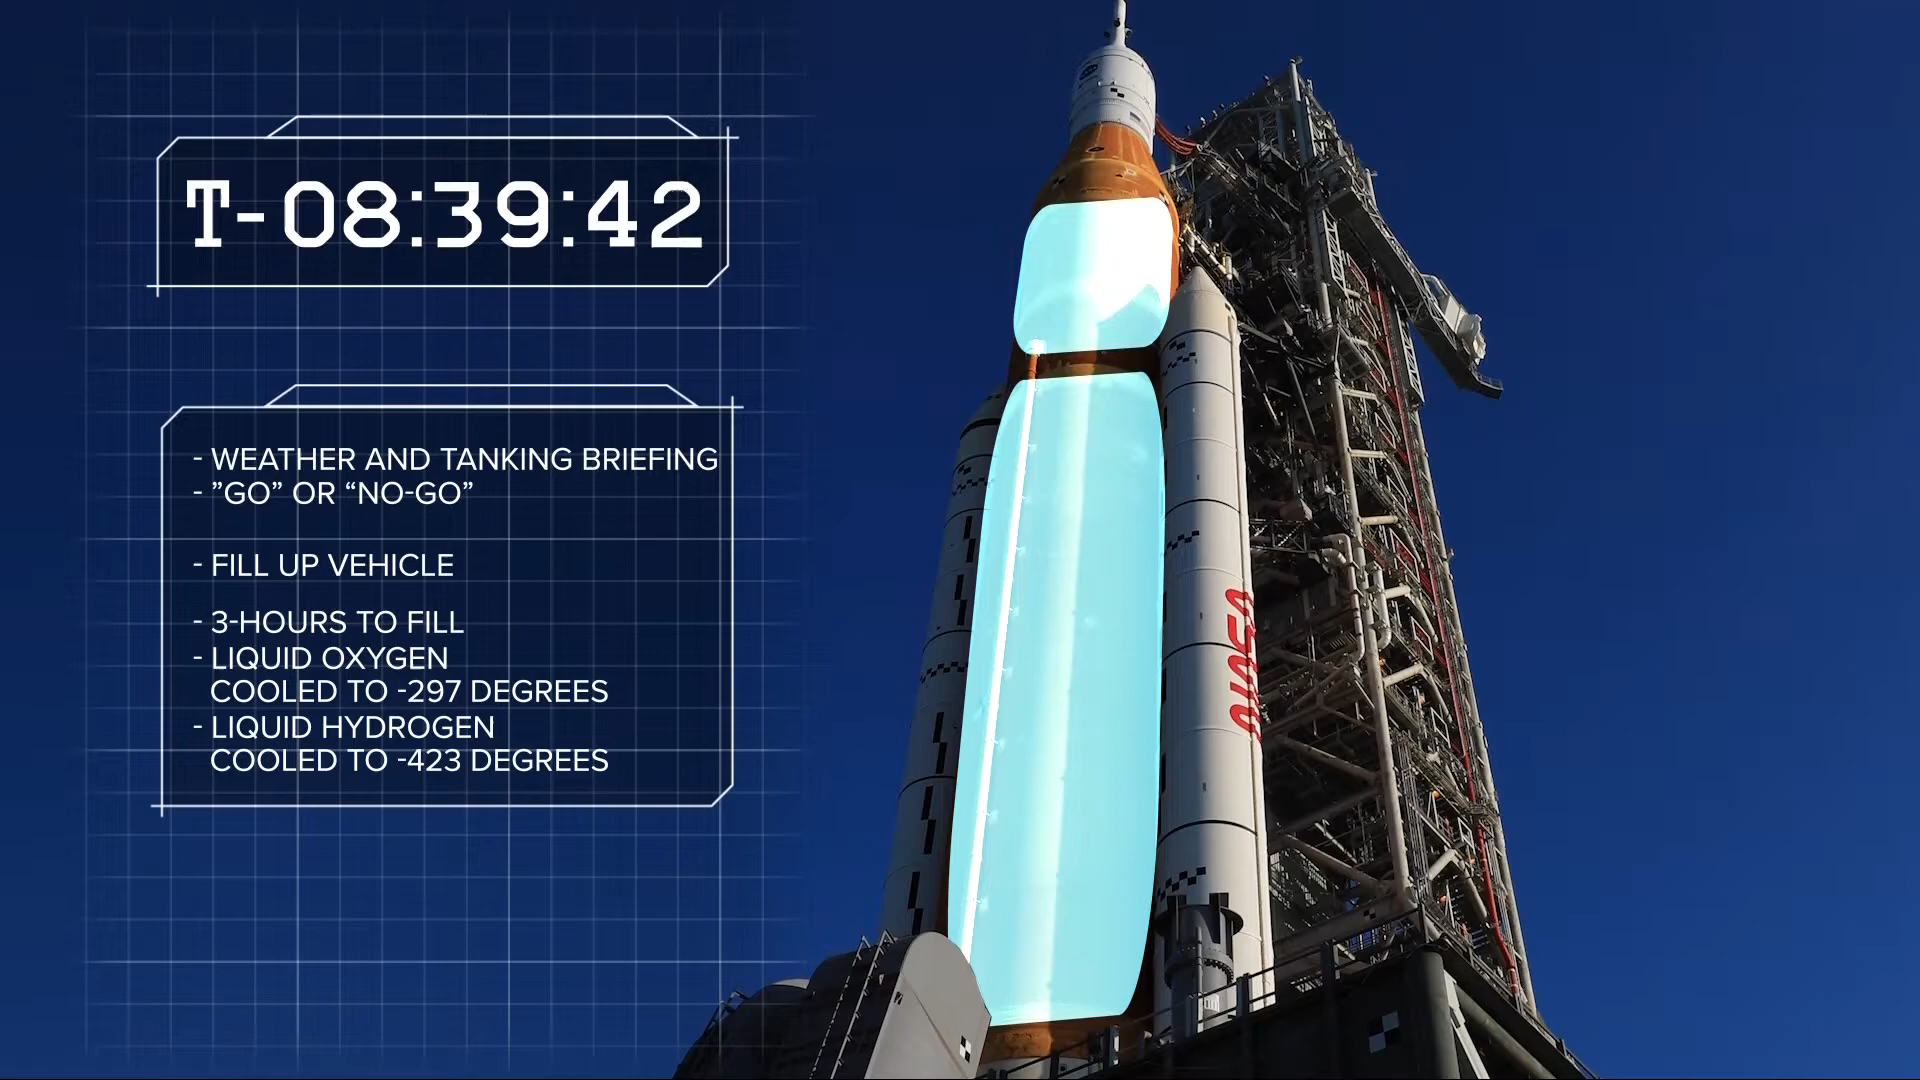 T-08:39:42
- WEATHER AND TANKING BRIEFING
- ”GO” OR “NO-GO”
- FILL UP VEHICLE
- 3-HOURS TO FILL
- LIQUID OXYGEN
COOLED TO -297 DEGREES
- LIQUID HYDROGEN
COOLED TO -423 DEGREES
NASA